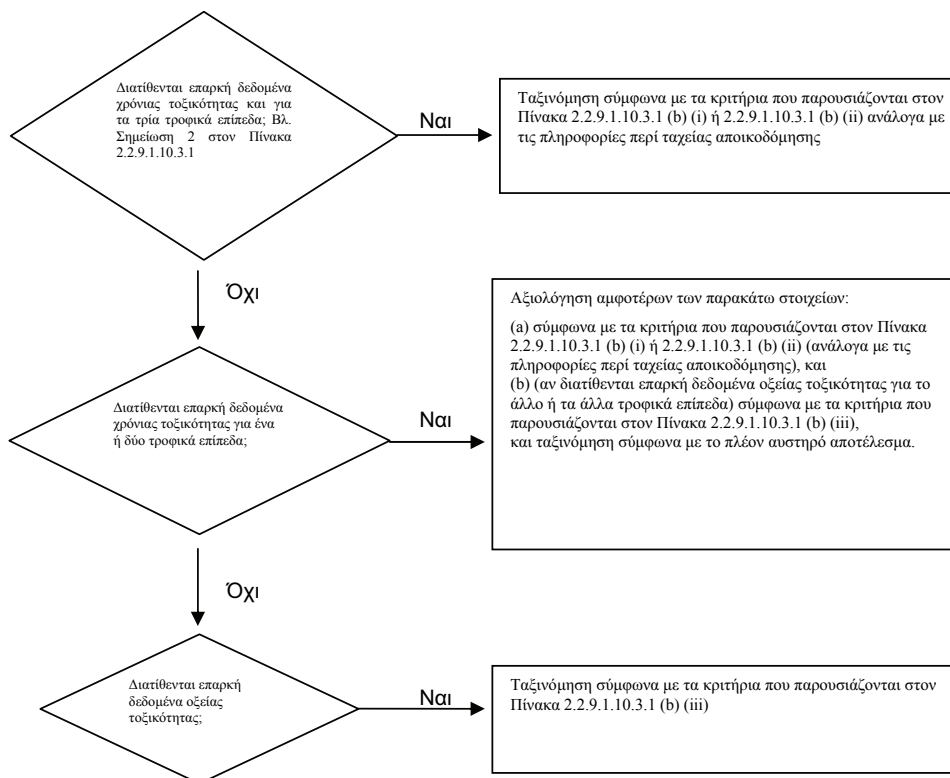 Διατίθενται επαρκή δεδομένα
χρόνιας τοξικότητας και για
τα τρία τροφικά επίπεδα; Βλ.
Σημείωση 2 στον Πίνακα
2.2.9.1.10.3.1
Ναι
Ταξινόμηση σύμφωνα με τα κριτήρια που παρουσιάζονται στον
Πίνακα 2.2.9.1.10.3.1 (b) (i) ή 2.2.9.1.10.3.1 (b) (ii) ανάλογα με
τις πληροφορίες περί ταχείας αποικοδόμησης
Όχι
Διατίθενται επαρκή δεδομένα
χρόνιας τοξικότητας για ένα
ή δύο τροφικά επίπεδα;
Ναι
Αξιολόγηση αμφοτέρων των παρακάτω στοιχείων:
(a) σύμφωνα με τα κριτήρια που παρουσιάζονται στον Πίνακα
2.2.9.1.10.3.1 (b) (i) ή 2.2.9.1.10.3.1 (b) (ii) (ανάλογα με τις
πληροφορίες περί ταχείας αποικοδόμησης), και
(b) (αν διατίθενται επαρκή δεδομένα οξείας τοξικότητας για το
άλλο ή τα άλλα τροφικά επίπεδα) σύμφωνα με τα κριτήρια που
παρουσιάζονται στον Πίνακα 2.2.9.1.10.3.1 (b) (iii),
και ταξινόμηση σύμφωνα με το πλέον αυστηρό αποτέλεσμα.
Όχι
Διατίθενται επαρκή
δεδομένα οξείας
τοξικότητας;
Ναι
Ταξινόμηση σύμφωνα με τα κριτήρια που παρουσιάζονται στον
Πίνακα 2.2.9.1.10.3.1 (b) (iii)